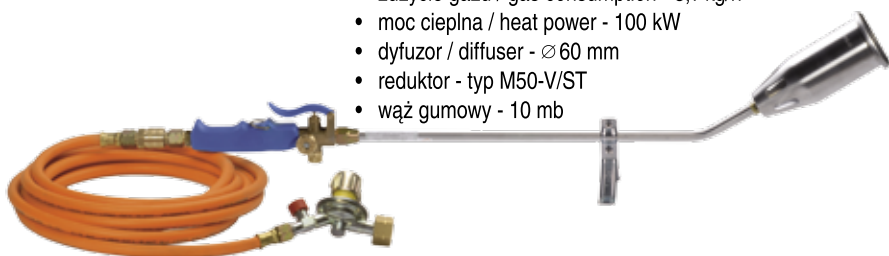 • moc cieplna / heat power - 100 kW
• dyfuzor / diffuser - ∅ 60 mm
• reduktor - typ M50-V/ST
• wąż gumowy - 10 mb